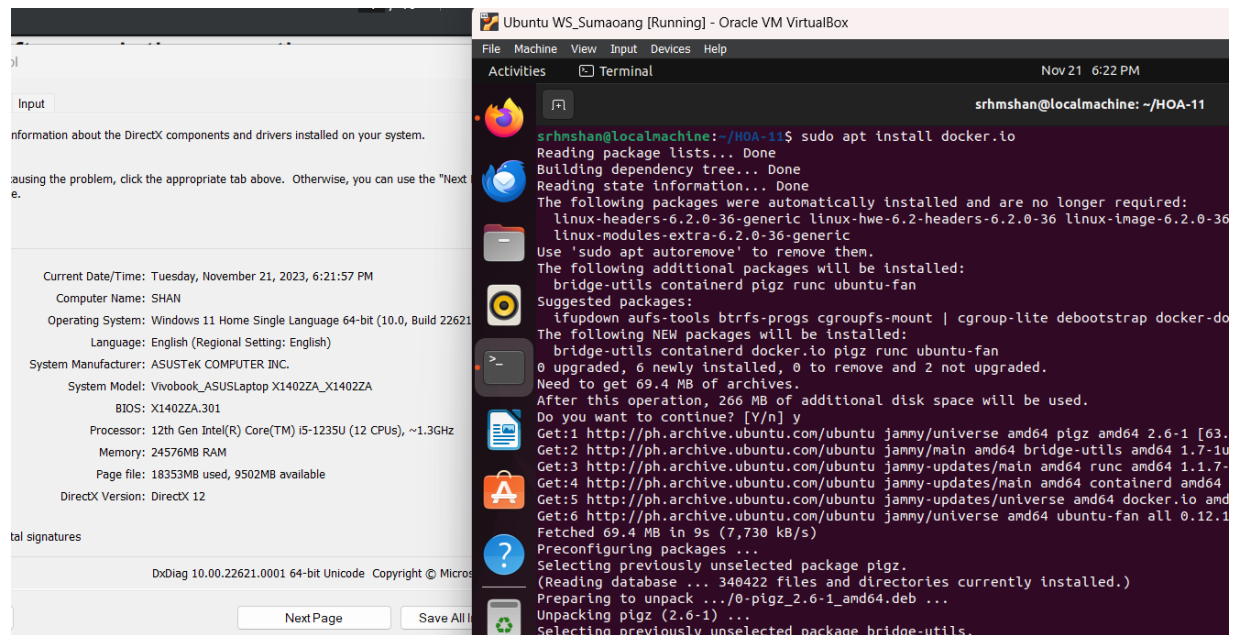 Input
nformation about the DirectX components and drivers installed on your system.
ausing the problem, click the appropriate tab above. Otherwise, you can use the "Next
e.
Current Date/Time: Tuesday, November 21, 2023, 6:21:57 PM
Computer Name: SHAN
Operating System: Windows 11 Home Single Language 64-bit (10.0, Build 22621
Language: English (Regional Setting: English)
System Manufacturer: ASUSTeK COMPUTER INC.
System Model: Vivobook_ASUSLaptop X1402ZA_X1402ZA
BIOS: X1402ZA.301
Processor: 12th Gen Intel(R) Core(TM) i5-1235U (12 CPUs), ~1.3GHz
Memory: 24576MB RAM
Page file: 18353MB used, 9502MB available
DirectX Version: DirectX 12
tal signatures
DxDiag 10.00.22621.0001 64-bit Unicode Copyright © Micros
Next Page
Save All I
Ubuntu WS_Sumaoang [Running] - Oracle VM VirtualBox
File Machine View Input Devices Help
Activities Terminal Nov 21 6:22 PM
srhmshan@localmachine: ~/HOA-11
srhmshan@localmachine:~/HOA-11$ sudo apt install docker.io
Reading package lists... Done
Building dependency tree... Done
Reading state information... Done
The following packages were automatically installed and are no longer required:
linux-headers-6.2.0-36-generic linux-hwe-6.2-headers-6.2.0-36 linux-image-6.2.0-36
linux-modules-extra-6.2.0-36-generic
Use 'sudo apt autoremove' to remove them.
The following additional packages will be installed:
bridge-utils containerd pigz runc ubuntu-fan
Suggested packages:
ifupdown aufs-tools btrfs-progs cgroupfs-mount | cgroup-lite debootstrap docker-do
The following NEW packages will be installed:
bridge-utils containerd docker.io pigz runc ubuntu-fan
0 upgraded, 6 newly installed, 0 to remove and 2 not upgraded.
Need to get 69.4 MB of archives.
After this operation, 266 MB of additional disk space will be used.
Do you want to continue? [Y/n] y
Get:1 http://ph.archive.ubuntu.com/ubuntu jammy/universe amd64 pigz amd64 2.6-1 [63.
Get:2 http://ph.archive.ubuntu.com/ubuntu jammy/main amd64 bridge-utils amd64 1.7-1u
Get:3 http://ph.archive.ubuntu.com/ubuntu jammy-updates/main amd64 runc amd64 1.1.7-
Get:4 http://ph.archive.ubuntu.com/ubuntu jammy-updates/main amd64 containerd amd64
Get:5 http://ph.archive.ubuntu.com/ubuntu jammy-updates/universe amd64 docker.io amd
Get:6 http://ph.archive.ubuntu.com/ubuntu jammy/universe amd64 ubuntu-fan all 0.12.1
Fetched 69.4 MB in 9s (7,730 kB/s)
Preconfiguring packages ...
Selecting previously unselected package pigz.
(Reading database ... 340422 files and directories currently installed.)
Preparing to unpack .../0-pigz_2.6-1_amd64.deb ...
Unpacking pigz (2.6-1) ...
Selecting previously unselected package bridge-utils.